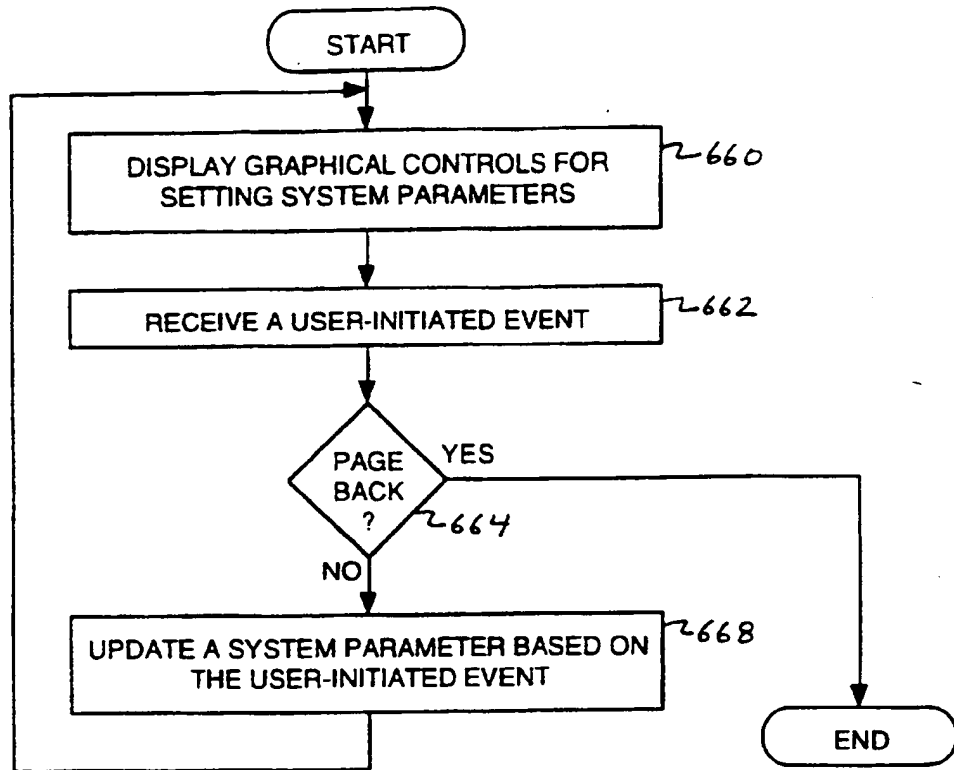 START
DISPLAY GRAPHICAL CONTROLS FOR
SETTING SYSTEM PARAMETERS
660
RECEIVE A USER-INITIATED EVENT
662
PAGE
BACK
?
YES
664
NO
UPDATE A SYSTEM PARAMETER BASED ON
THE USER-INITIATED EVENT
668
END